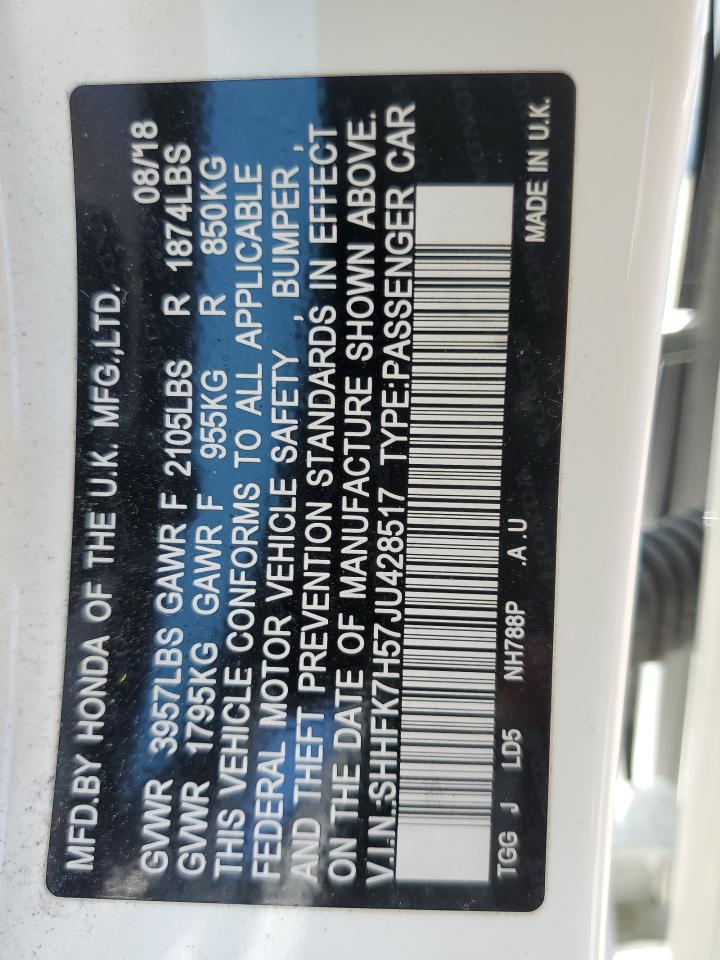 MFD.BY HONDA OF THE U.K. MFG.,LTD.
08/18
GVWR 3957LBS GAWR F 2105LBS R 1874LBS
GVWR 1795KG GAWR F 955KG R 850KG
THIS VEHICLE CONFORMS TO ALL APPLICABLE
FEDERAL MOTOR VEHICLE SAFETY , BUMPER ,
AND THEFT PREVENTION STANDARDS IN EFFECT
ON THE DATE OF MANUFACTURE SHOWN ABOVE.
V.I.N.:SHHFK7H57JU428517 TYPE:PASSENGER CAR
TGG J LD5 NH788P .A .U MADE IN U.K.